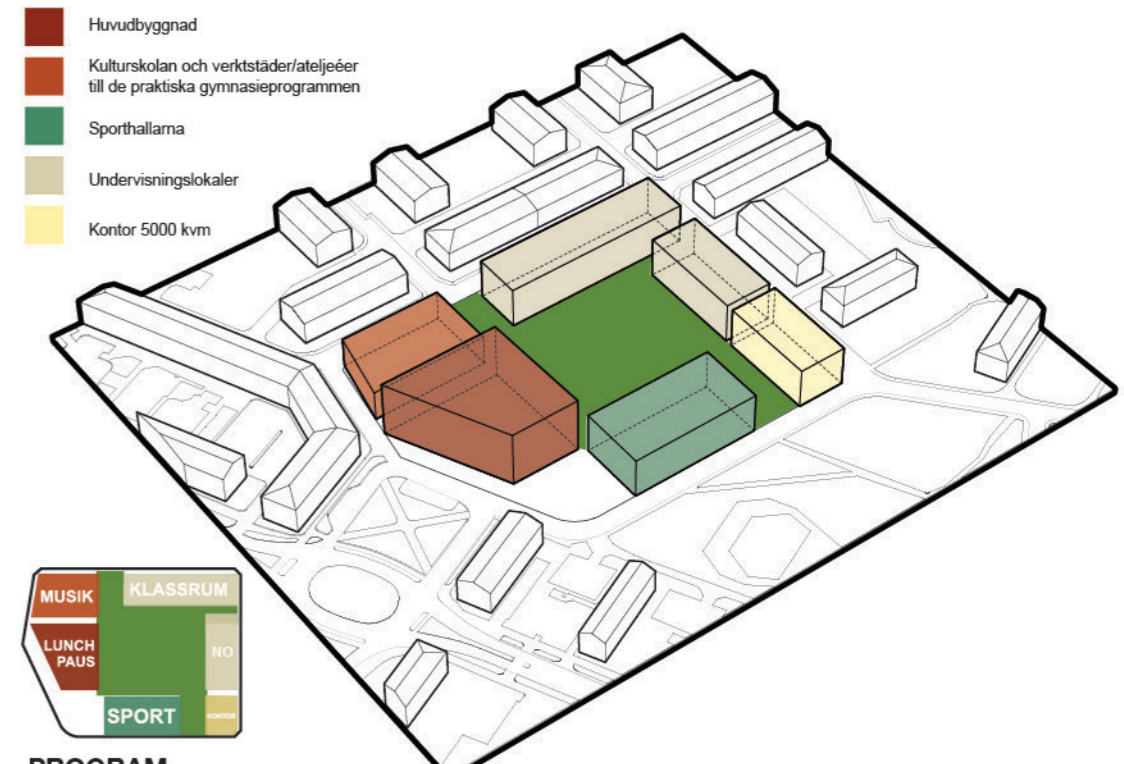 Huvudbyggnad
Kulturskolan och verktstäder/ateljeéer
till de praktiska gymnasieprogrammen
Sporthallarna
Undervisningslokaler
Kontor 5000 kvm
MUSIK
KLASSRUM
LUNCH
PAUS
NO
SPORT
KONTOR
PROGRAM